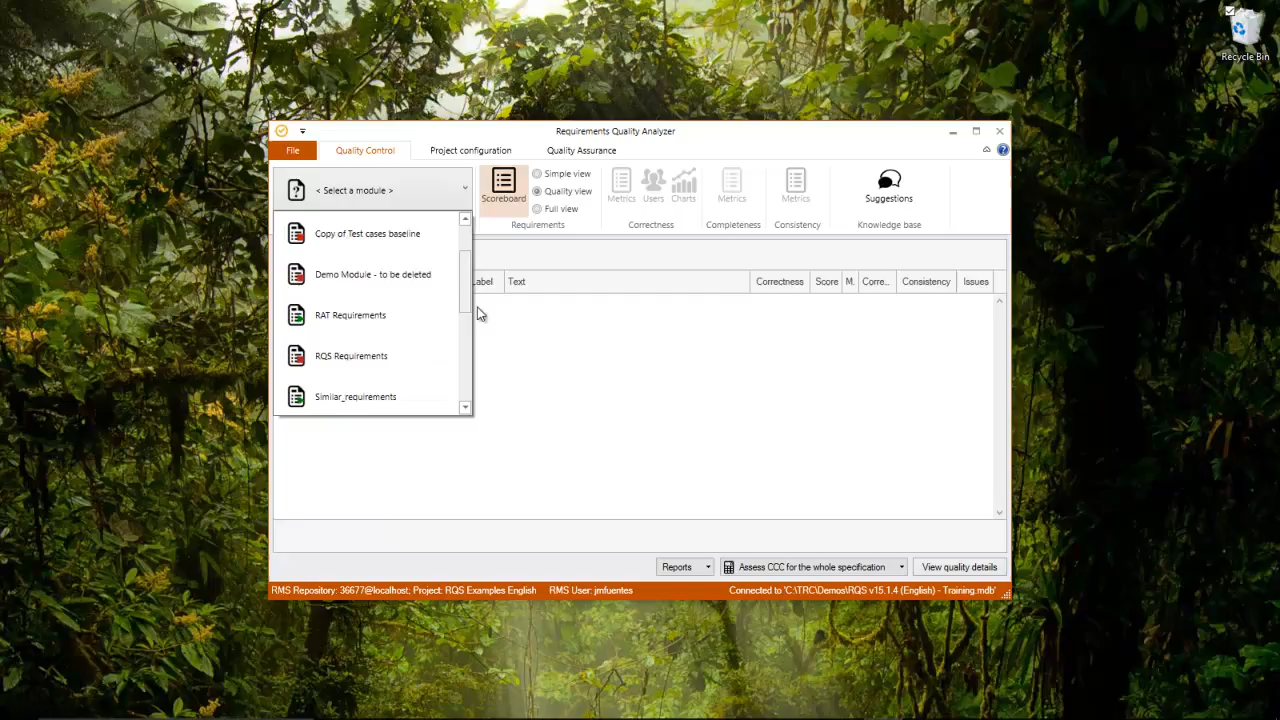 Recycle Bin
Requirements Quality Analyzer
File Quality Control Project configuration Quality Assurance
< Select a module >
Scoreboard
Simple view
Quality view
Full view
Requirements
Metrics Users Charts
Correctness
Metrics
Completeness
Metrics
Consistency
Suggestions
Knowledge base
Copy of Test cases baseline
Demo Module - to be deleted
RAT Requirements
RQS Requirements
Similar_requirements
Text Correctness Score M. Corre... Consistency Issues
Reports Assess CCC for the whole specification View quality details
RMS Repository: 36677@localhost; Project: RQS Examples English RMS User: jmfuentes Connected to 'C:\TRC\Demos\RQS v15.1.4 (English) - Training.mdb'